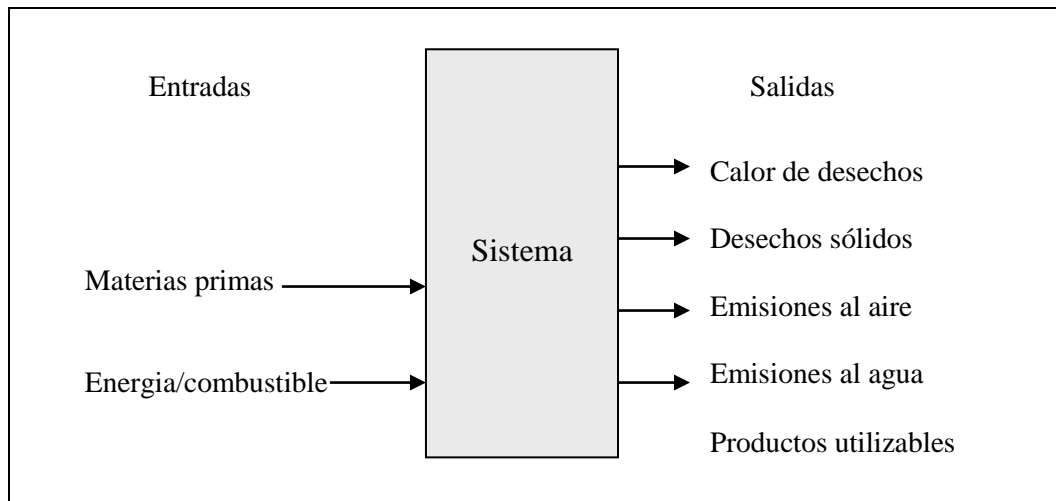 Entradas
Salidas
Calor de desechos
Desechos sólidos
Sistema
Materias primas
Emisiones al aire
Energia/combustible
Emisiones al agua
Productos utilizables